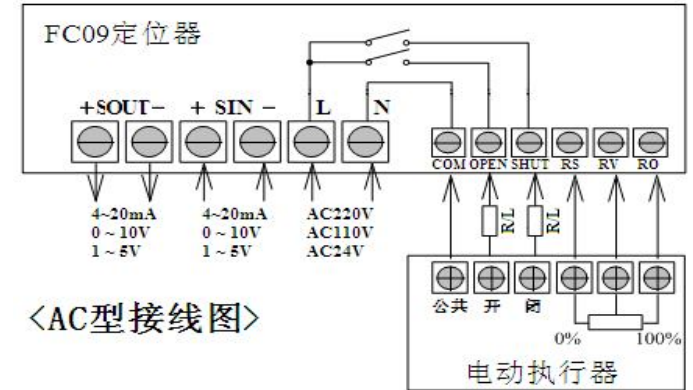 FC09定位器
+SOUT− + SIN − L N
COM OPEN SHUT RS RV RO
4~20mA 4~20mA AC220V
0 ~ 10V 0 ~ 10V AC110V
1 ~ 5V 1 ~ 5V AC24V
R/L R/L
公共 开 闭
0% 100%
<AC型接线图>
电动执行器